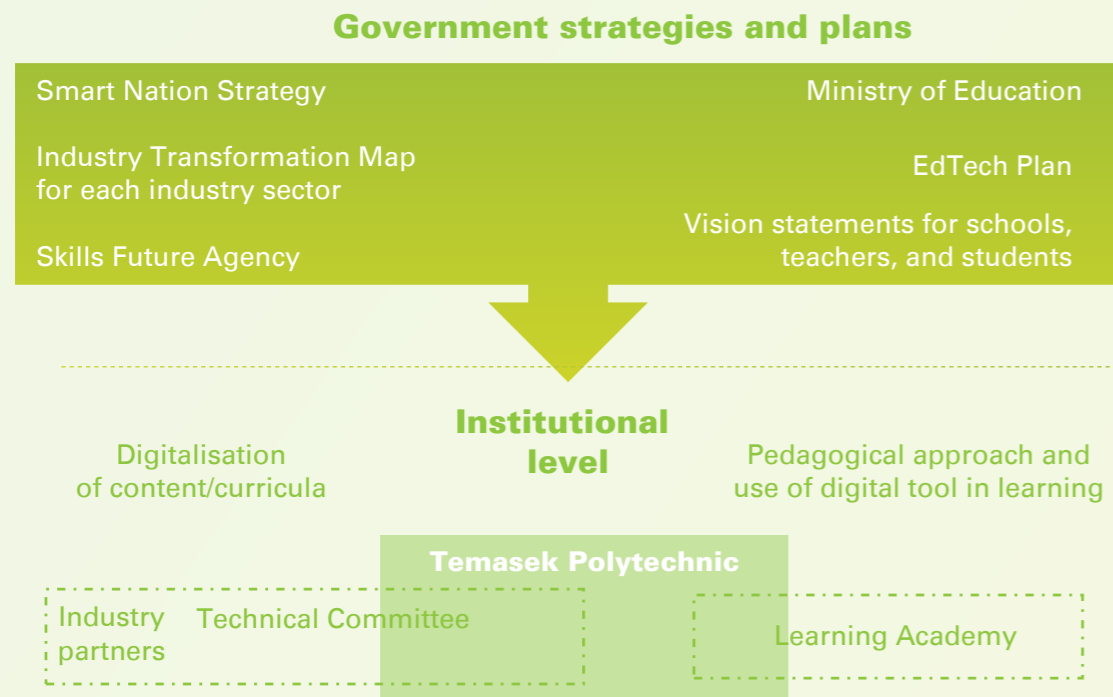 Government strategies and plans
Smart Nation Strategy
Industry Transformation Map
for each industry sector
Skills Future Agency
Ministry of Education
EdTech Plan
Vision statements for schools,
teachers, and students
Institutional
level
Digitalisation
of content/curricula
Pedagogical approach and
use of digital tool in learning
Temasek Polytechnic
Industry
partners
Technical Committee
Learning Academy